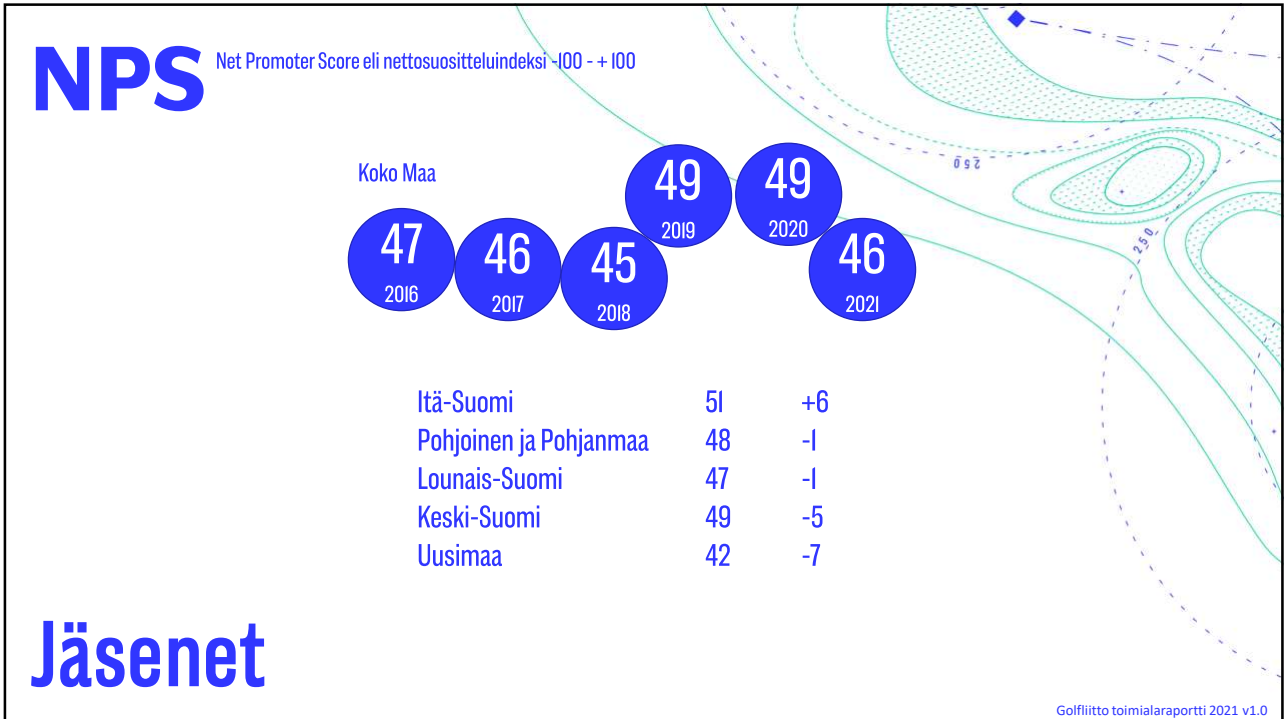 NPS Net Promoter Score eli nettosuositteluindeksi -100 - + 100
Koko Maa
47
2016
46
2017
45
2018
49
2019
49
2020
46
2021
250
250
Itä-Suomi 51 +6
Pohjoinen ja Pohjanmaa 48 -1
Lounais-Suomi 47 -1
Keski-Suomi 49 -5
Uusimaa 42 -7
Jäsenet
Golfliitto toimialaraportti 2021 v1.0